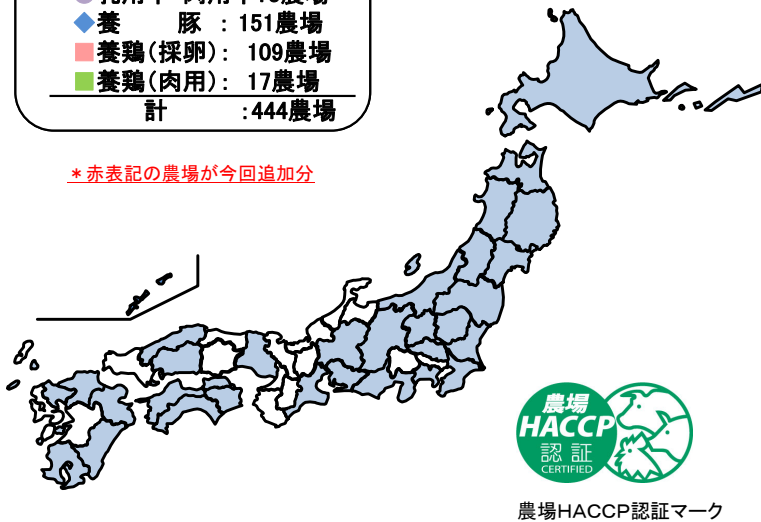 ◆養　豚 : 151農場
■養鶏(採卵): 109農場
■養鶏(肉用): 17農場
計 :444農場
*赤表記の農場が今回追加分
農場
HACCP
認証
CERTIFIED
農場HACCP認証マーク